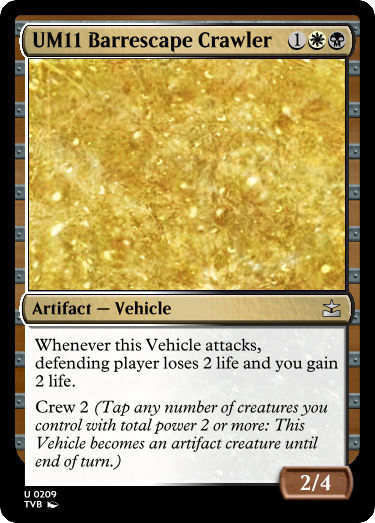 UM11 Barrescape Crawler 1
Artifact — Vehicle
Whenever this Vehicle attacks,
defending player loses 2 life and you gain
2 life.
Crew 2 (Tap any number of creatures you
control with total power 2 or more: This
Vehicle becomes an artifact creature until
end of turn.)
2/4
U 0209
TVB